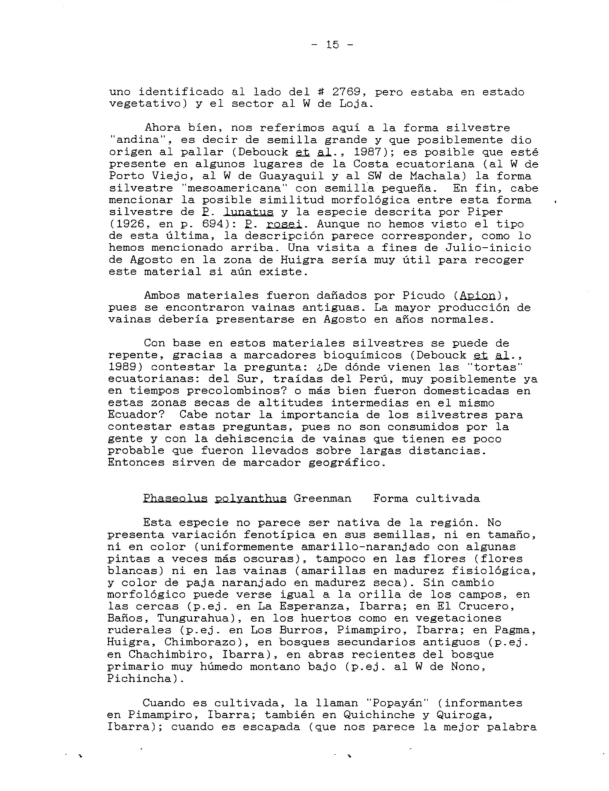 - 15 -
uno identificado al lado del # 2769, pero estaba en estado
vegetativo) y el sector al W de Loja.
Ahora bien, nos referimos aquí a la forma silvestre
"andina", es decir de semilla grande y que posiblemente dio
origen al pallar (Debouck et al., 1987); es posible que esté
presente en algunos lugares de la Costa ecuatoriana (al W de
Porto Viejo, al W de Guayaquil y al SW de Machala) la forma
silvestre "mesoamericana" con semilla pequeña. En fin, cabe
mencionar la posible similitud morfológica entre esta forma
silvestre de P. lunatus y la especie descrita por Piper
(1926, en p. 694): P. rosei. Aunque no hemos visto el tipo
de esta última, la descripción parece corresponder, como lo
hemos mencionado arriba. Una visita a fines de Julio-inicio
de Agosto en la zona de Huigra sería muy útil para recoger
este material si aún existe.
Ambos materiales fueron dañados por Picudo (Apion),
pues se encontraron vainas antiguas. La mayor producción de
vainas debería presentarse en Agosto en años normales.
Con base en estos materiales silvestres se puede de
repente, gracias a marcadores bioquímicos (Debouck et al.,
1989) contestar la pregunta: ¿De dónde vienen las "tortas"
ecuatorianas: del Sur, traídas del Perú, muy posiblemente ya
en tiempos precolombinos? o más bien fueron domesticadas en
estas zonas secas de altitudes intermedias en el mismo
Ecuador? Cabe notar la importancia de los silvestres para
contestar estas preguntas, pues no son consumidos por la
gente y con la dehiscencia de vainas que tienen es poco
probable que fueron llevados sobre largas distancias.
Entonces sirven de marcador geográfico.
Phaseolus polyanthus Greenman Forma cultivada
Esta especie no parece ser nativa de la región. No
presenta variación fenotípica en sus semillas, ni en tamaño,
ni en color (uniformemente amarillo-naranjado con algunas
pintas a veces más oscuras), tampoco en las flores (flores
blancas) ni en las vainas (amarillas en madurez fisiológica,
y color de paja naranjado en madurez seca). Sin cambio
morfológico puede verse igual a la orilla de los campos, en
las cercas (p.ej. en La Esperanza, Ibarra; en El Crucero,
Baños, Tungurahua), en los huertos como en vegetaciones
ruderales (p.ej. en Los Burros, Pimampiro, Ibarra; en Pagma,
Huigra, Chimborazo), en bosques secundarios antiguos (p.ej.
en Chachimbiro, Ibarra), en abras recientes del bosque
primario muy húmedo montano bajo (p.ej. al W de Nono,
Pichincha).
Cuando es cultivada, la llaman "Popayán" (informantes
en Pimampiro, Ibarra; también en Quichinche y Quiroga,
Ibarra); cuando es escapada (que nos parece la mejor palabra